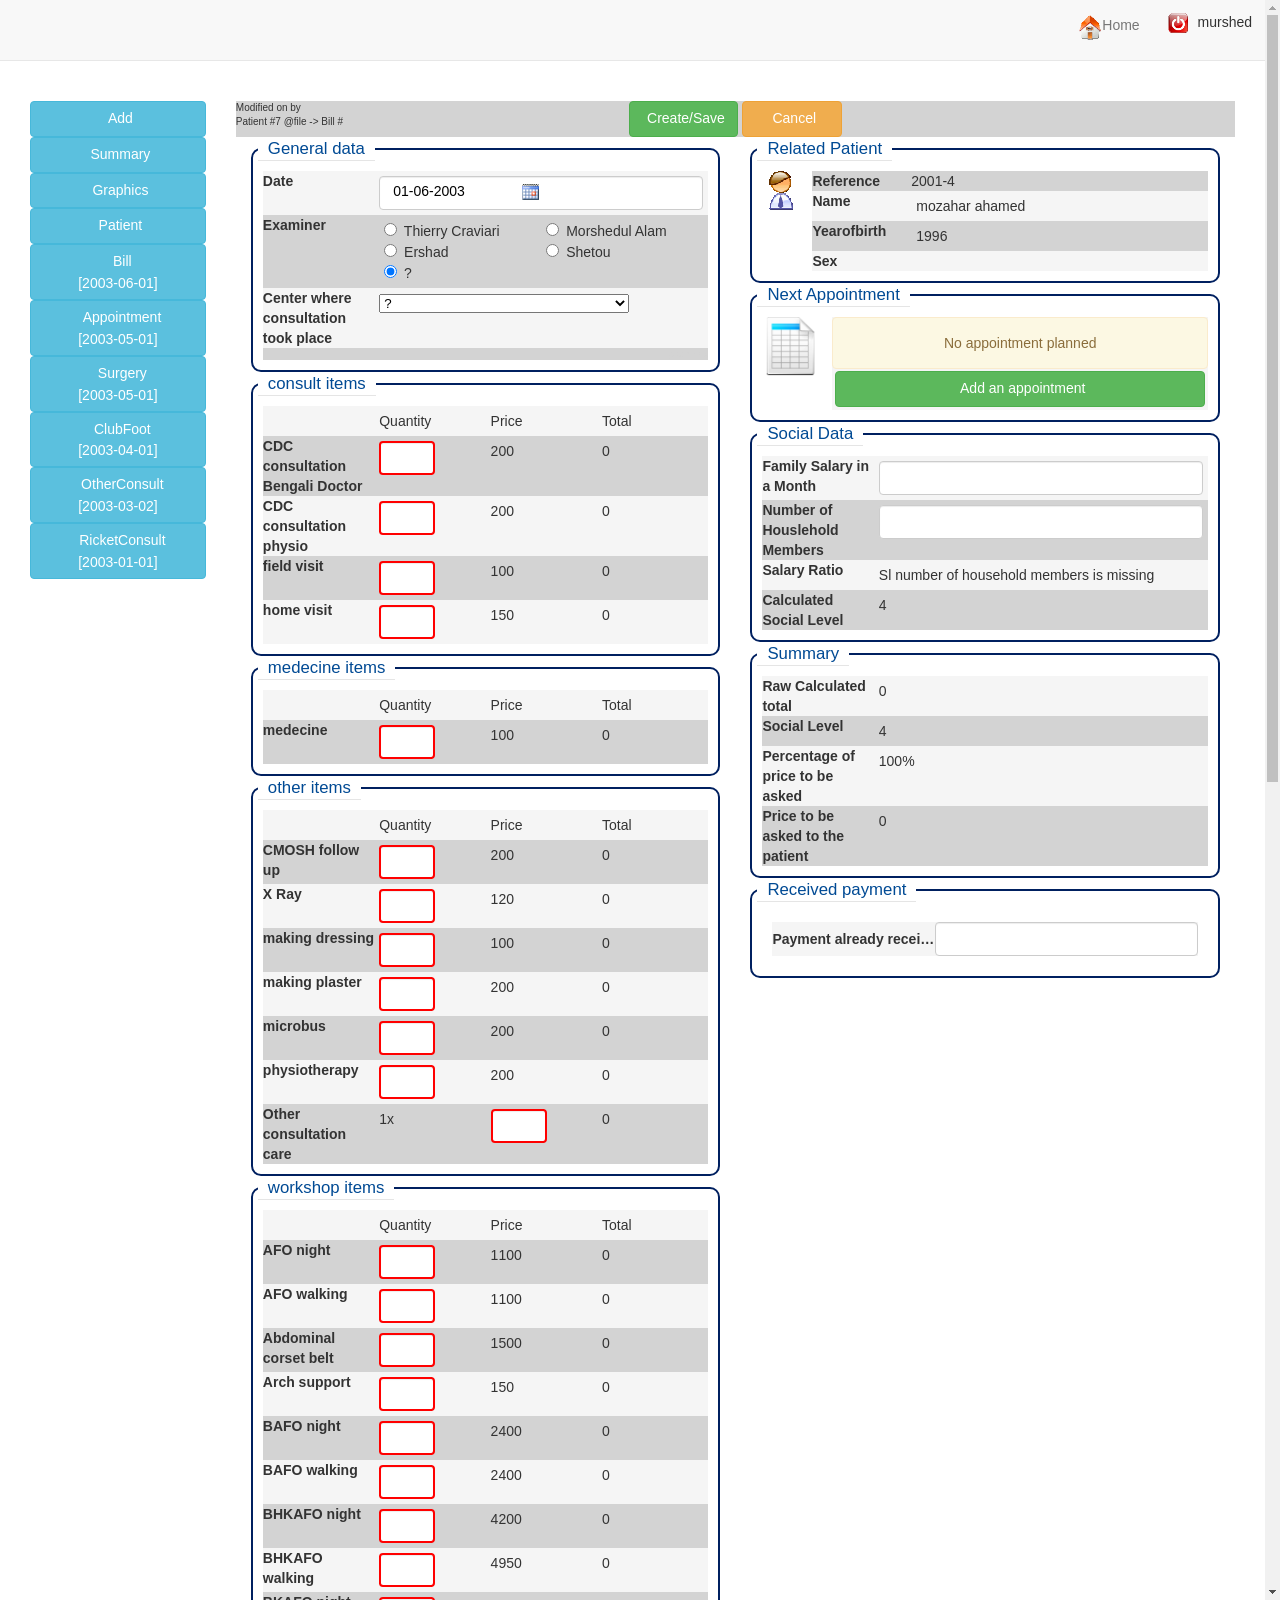 Home
murshed
Add
Summary
Graphics
Patient
Bill
[2003-06-01]
Appointment
[2003-05-01]
Surgery
[2003-05-01]
ClubFoot
[2003-04-01]
OtherConsult
[2003-03-02]
RicketConsult
[2003-01-01]
Modified on by
Patient #7 @file -> Bill #
Create/Save
Cancel
General data
Date
01-06-2003
Examiner
Thierry Craviari
Morshedul Alam
Ershad
Shetou
?
Center where
consultation
took place
?
consult items
Quantity Price Total
CDC
consultation
Bengali Doctor
200 0
CDC
consultation
physio
200 0
field visit 100 0
home visit 150 0
medecine items
Quantity Price Total
medecine 100 0
other items
Quantity Price Total
CMOSH follow
up
200 0
X Ray 120 0
making dressing 100 0
making plaster 200 0
microbus 200 0
physiotherapy 200 0
Other
consultation
care
1x 0
workshop items
Quantity Price Total
AFO night 1100 0
AFO walking 1100 0
Abdominal
corset belt
1500 0
Arch support 150 0
BAFO night 2400 0
BAFO walking 2400 0
BHKAFO night 4200 0
BHKAFO
walking
4950 0
BKAFO night
Related Patient
Reference 2001-4
Name mozahar ahamed
Yearofbirth 1996
Sex
Next Appointment
No appointment planned
Add an appointment
Social Data
Family Salary in
a Month
Number of
Houslehold
Members
Salary Ratio Sl number of household members is missing
Calculated
Social Level
4
Summary
Raw Calculated
total
0
Social Level 4
Percentage of
price to be
asked
100%
Price to be
asked to the
patient
0
Received payment
Payment already recei…